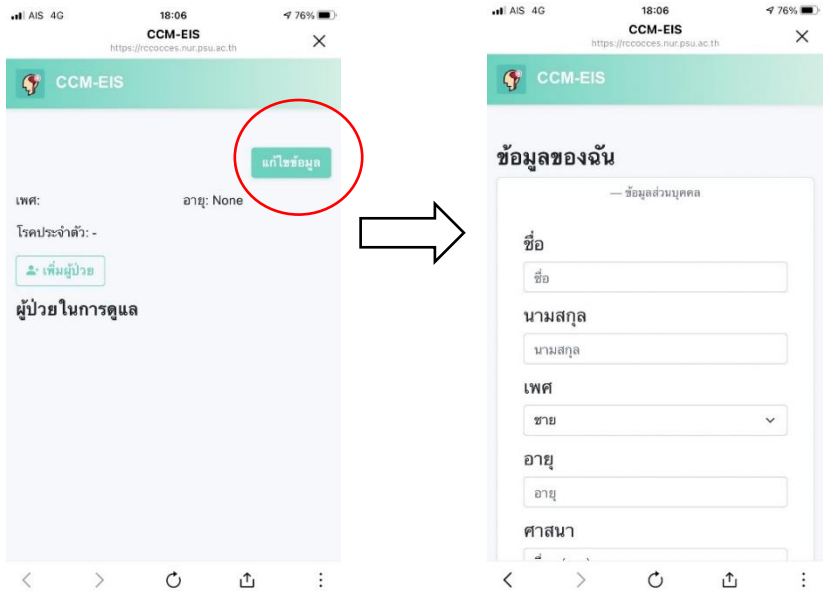 AIS 4G 18:06 76%
CCM-EIS
https://rccocces.nur.psu.ac.th
CCM-EIS
แก้ไขข้อมูล
เพศ: อายุ: None
โรคประจำตัว: -
เพิ่มผู้ป่วย
ผู้ป่วยในการดูแล
AIS 4G 18:06 76%
CCM-EIS
https://rccocces.nur.psu.ac.th
CCM-EIS
ข้อมูลของฉัน
— ข้อมูลส่วนบุคคล
ชื่อ
ชื่อ
นามสกุล
นามสกุล
เพศ
ชาย
อายุ
อายุ
ศาสนา